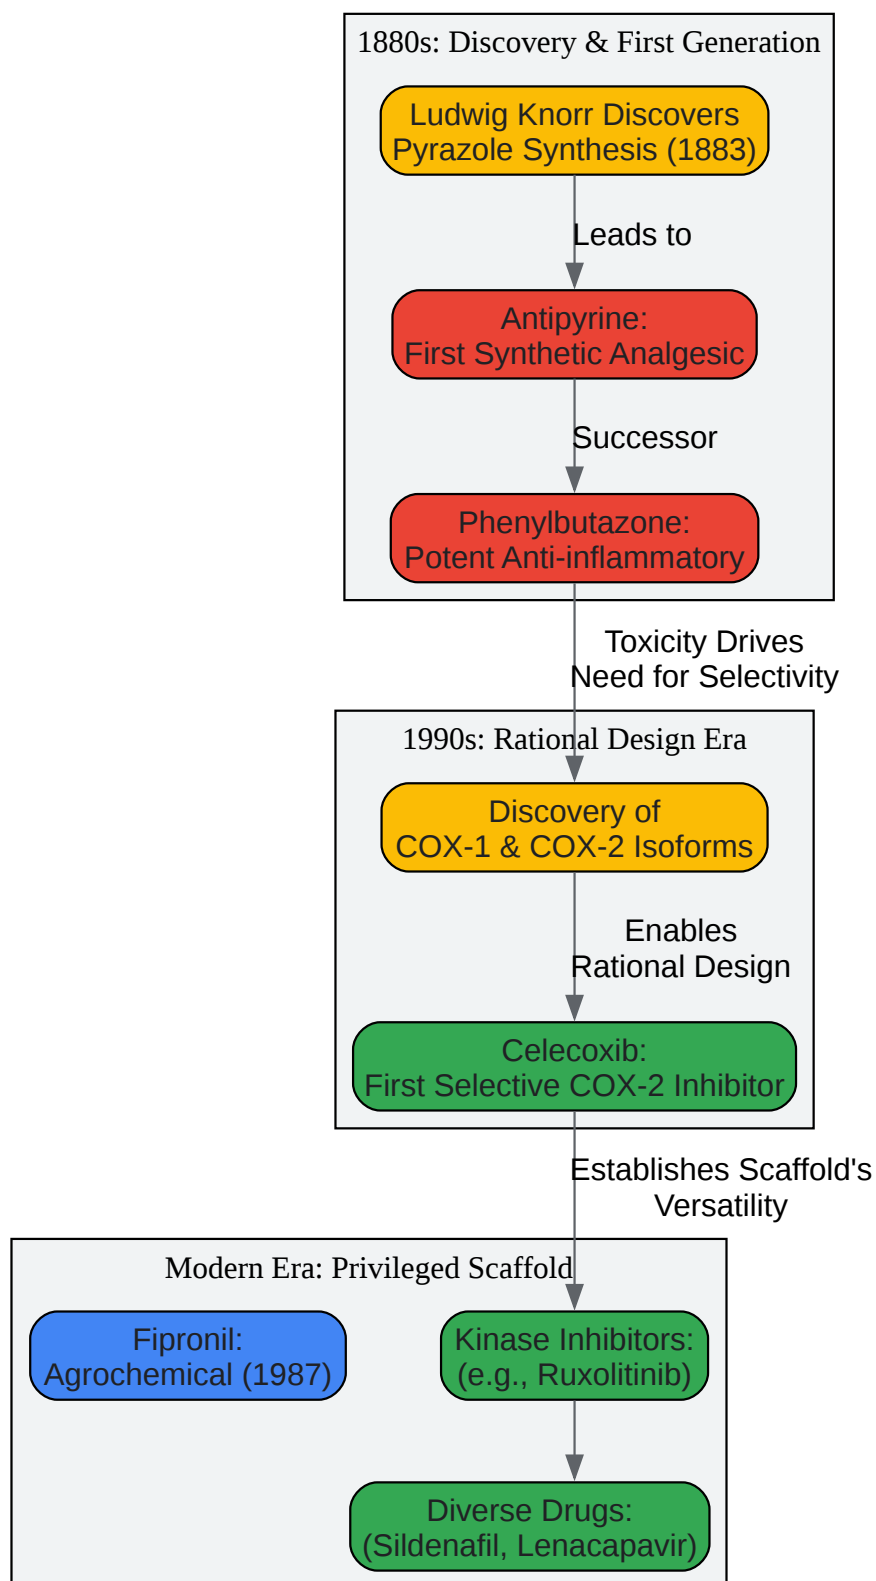 1880s: Discovery & First Generation
Ludwig Knorr Discovers
Pyrazole Synthesis (1883)
Leads to
Antipyrine:
First Synthetic Analgesic
Successor
Phenylbutazone:
Potent Anti-inflammatory
Toxicity Drives
Need for Selectivity
1990s: Rational Design Era
Discovery of
COX-1 & COX-2 Isoforms
Enables
Rational Design
Celecoxib:
First Selective COX-2 Inhibitor
Establishes Scaffold's
Versatility
Modern Era: Privileged Scaffold
Fipronil:
Agrochemical (1987)
Kinase Inhibitors:
(e.g., Ruxolitinib)
Diverse Drugs:
(Sildenafil, Lenacapavir)